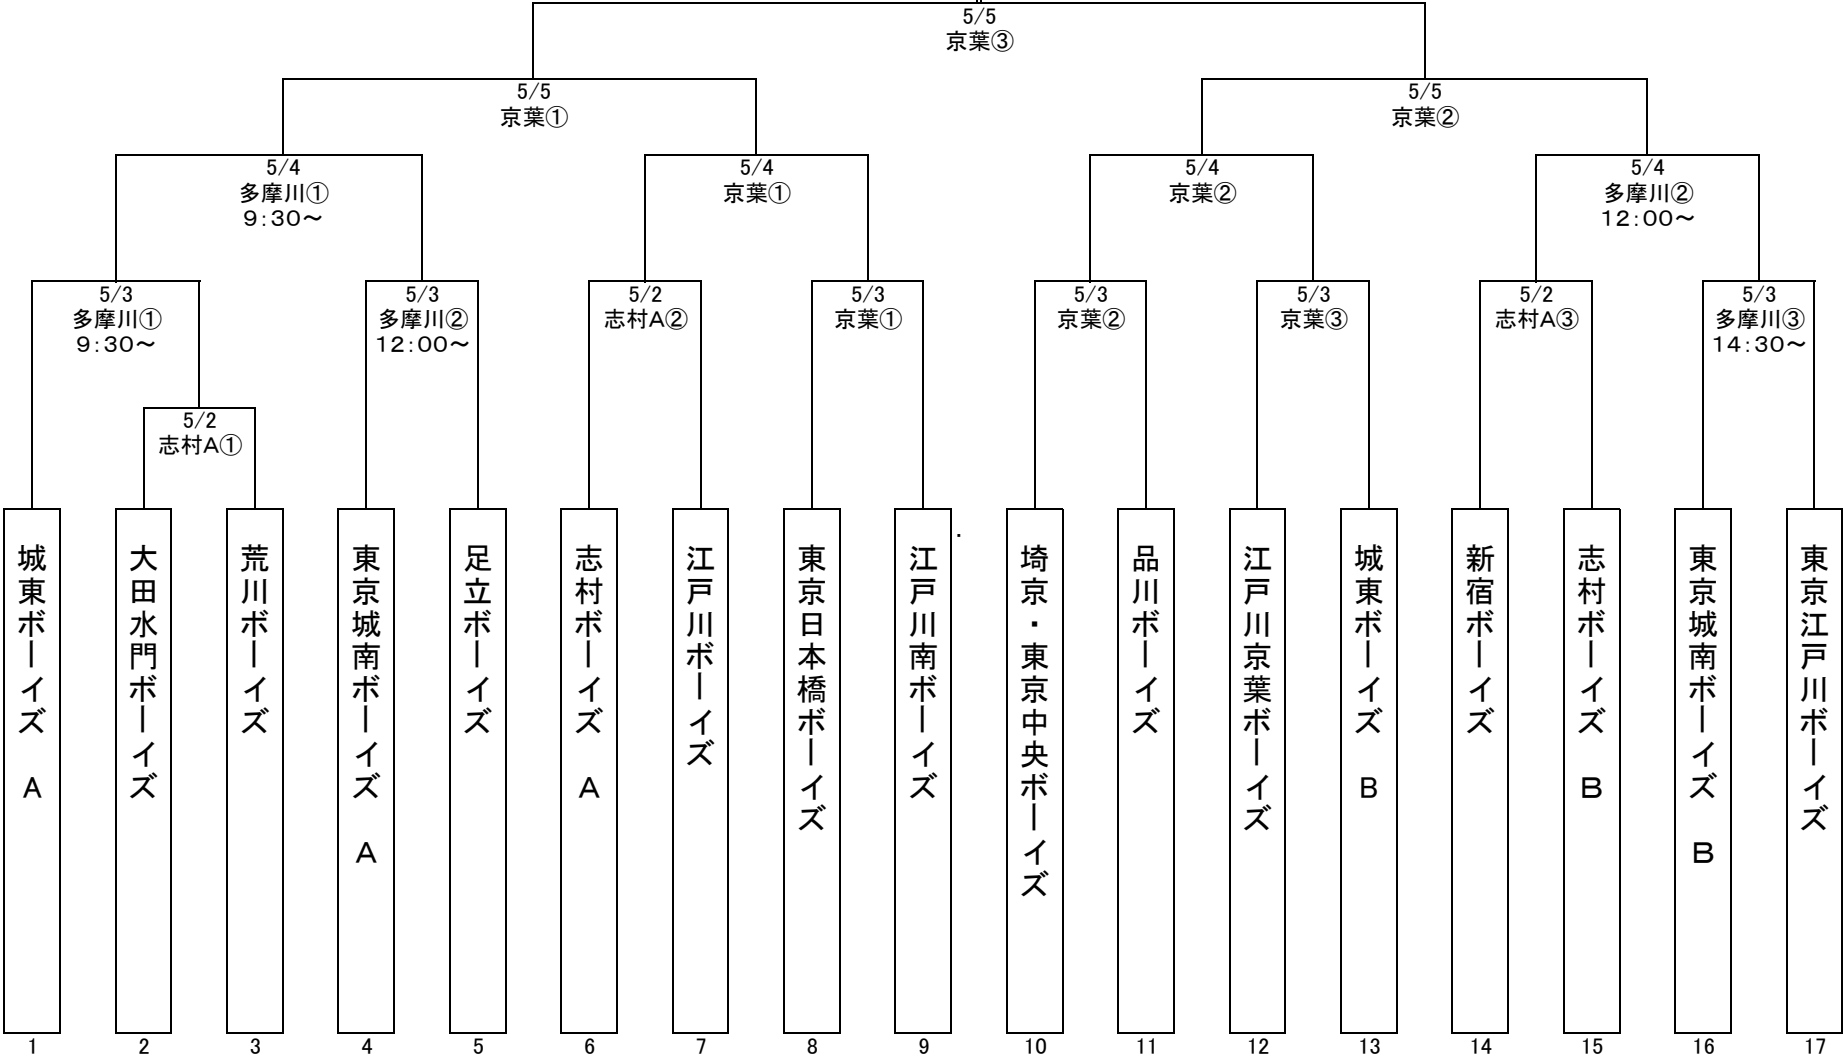 5/5
京葉③
5/5
京葉①
5/5
京葉②
5/4
多摩川①
9:30～
5/4
京葉①
5/4
京葉②
5/4
多摩川②
12:00～
5/3
多摩川①
9:30～
5/3
多摩川②
12:00～
5/2
志村A②
5/3
京葉①
5/3
京葉②
5/3
京葉③
5/2
志村A③
5/3
多摩川③
14:30～
5/2
志村A①
城東ボーイズ A
大田水門ボーイズ
荒川ボーイズ
東京城南ボーイズ A
足立ボーイズ
志村ボーイズ A
江戸川ボーイズ
東京日本橋ボーイズ
江戸川南ボーイズ
埼京・東京中央ボーイズ
品川ボーイズ
江戸川京葉ボーイズ
城東ボーイズ B
新宿ボーイズ
志村ボーイズ B
東京城南ボーイズ B
東京江戸川ボーイズ
1
2
3
4
5
6
7
8
9
10
11
12
13
14
15
16
17